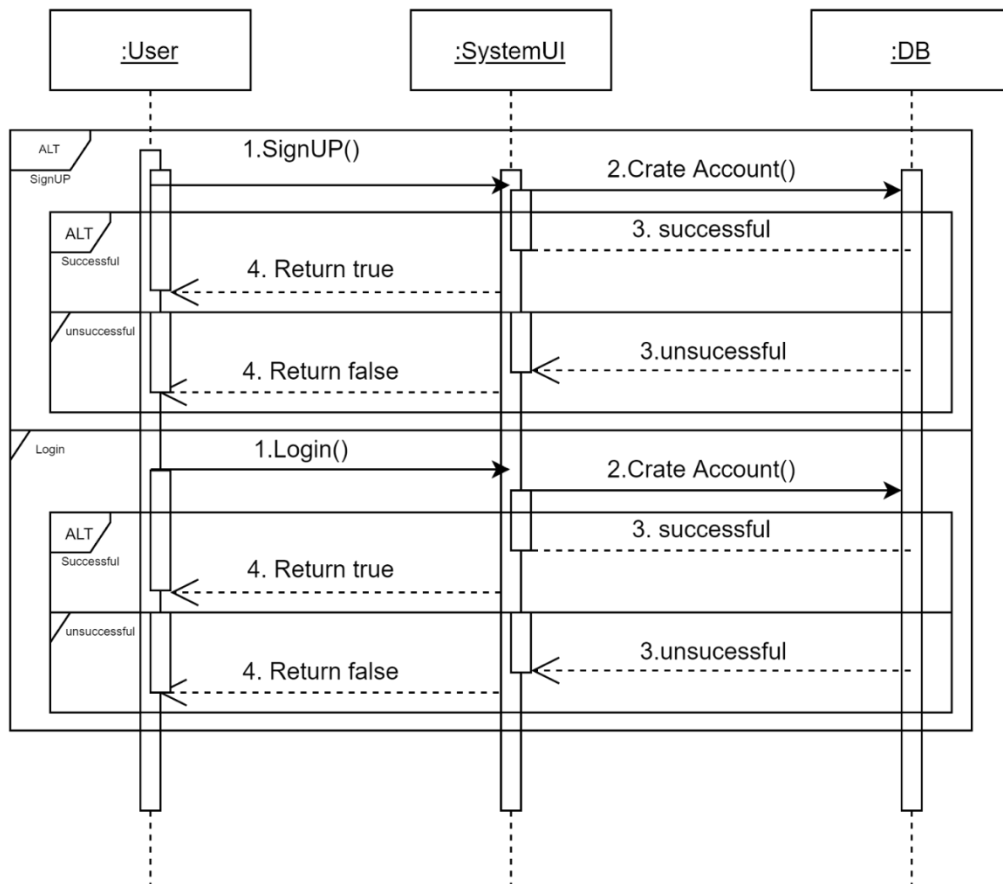 :User
:SystemUI
:DB
ALT
SignUP
1.SignUP()
2.Crate Account()
ALT
Successful
3. successful
4. Return true
unsuccessful
3.unsucessful
4. Return false
Login
1.Login()
2.Crate Account()
ALT
Successful
3. successful
4. Return true
unsuccessful
3.unsucessful
4. Return false